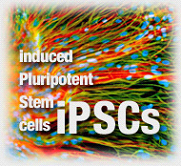 induced
Pluripotent
Stem
cells iPSCs